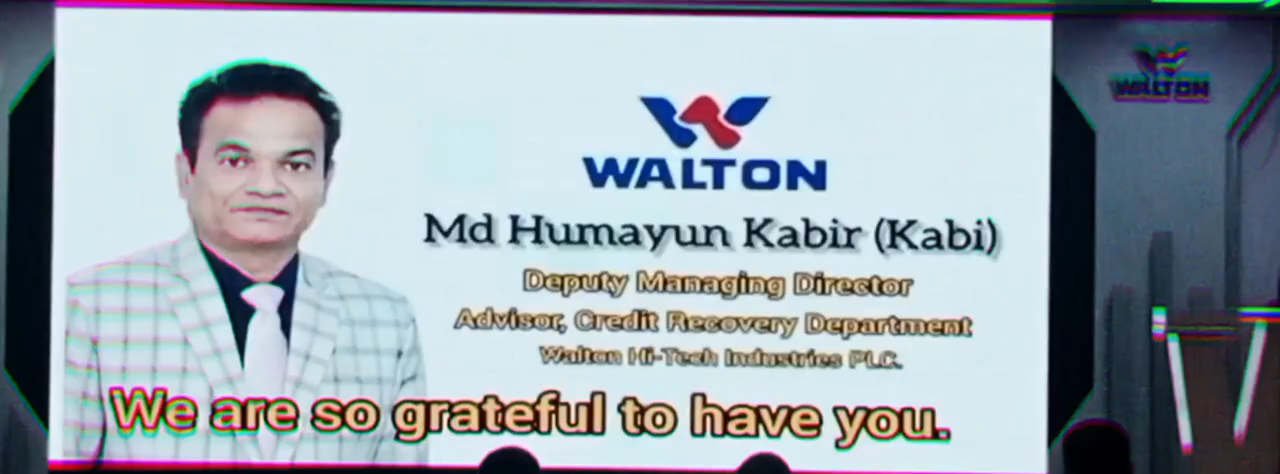 WALTON
WALTON
Md Humayun Kabir (Kabi)
Deputy Managing Director
Advisor, Credit Recovery Department
Walton Hi-Tech Industries PLC.
We are so grateful to have you.